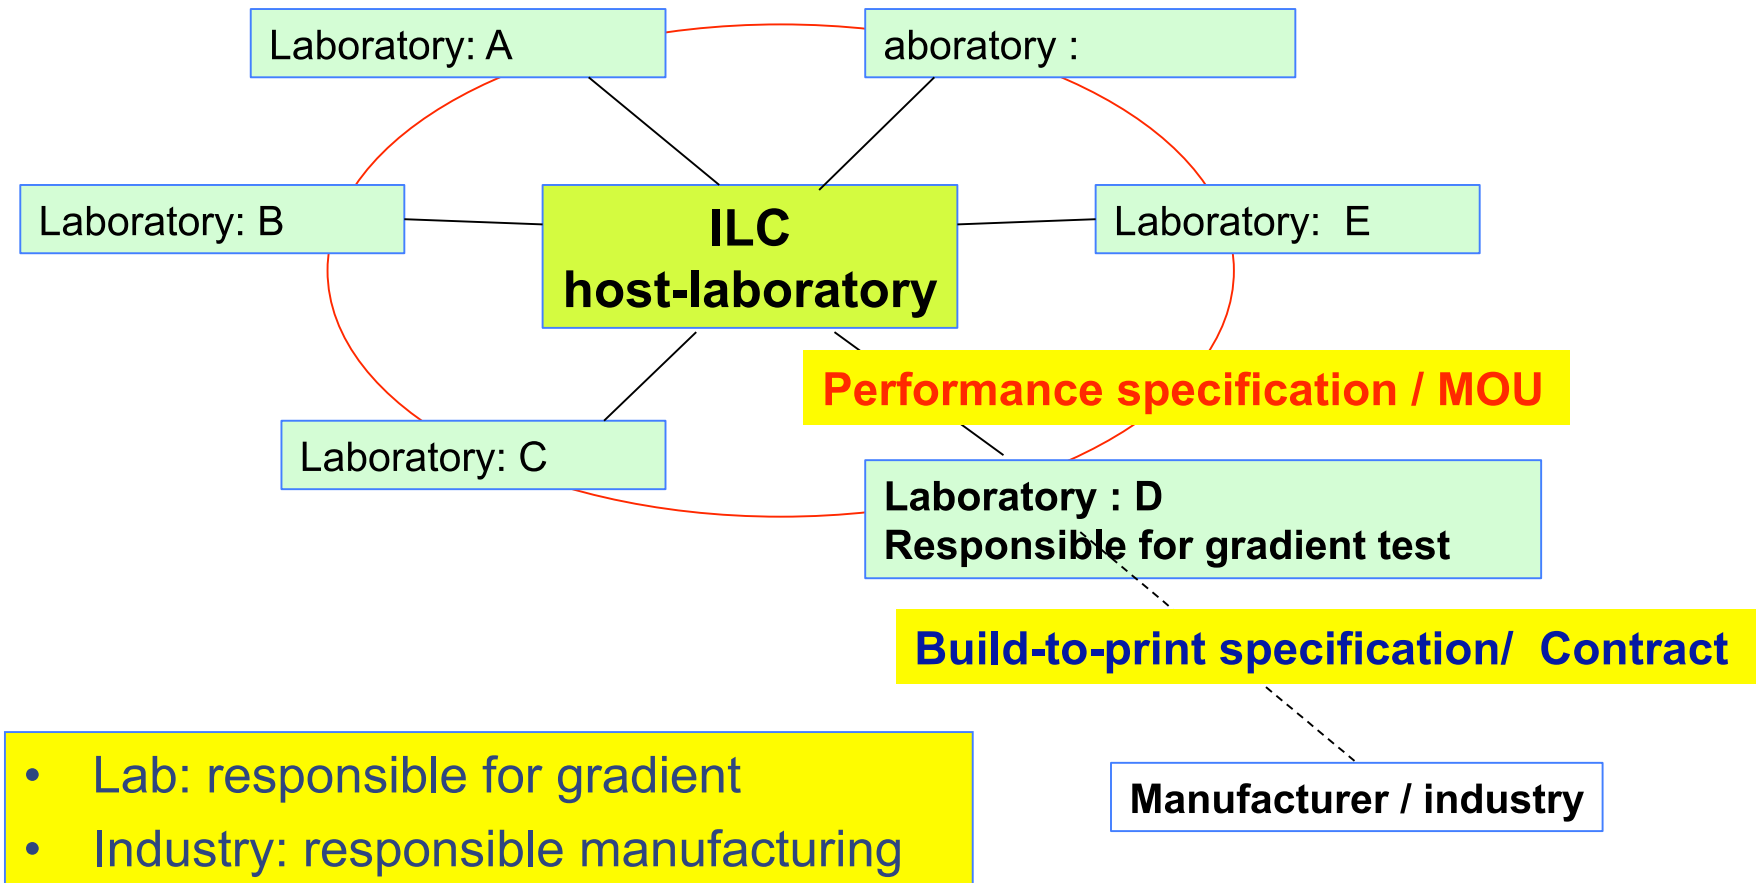 Laboratory: A
aboratory :
Laboratory: B
ILC
host-laboratory
Laboratory:  E
Performance specification / MOU
Laboratory: C
Laboratory : D
Responsible for gradient test
Build-to-print specification/  Contract
• Lab: responsible for gradient
Manufacturer / industry
• Industry: responsible manufacturing